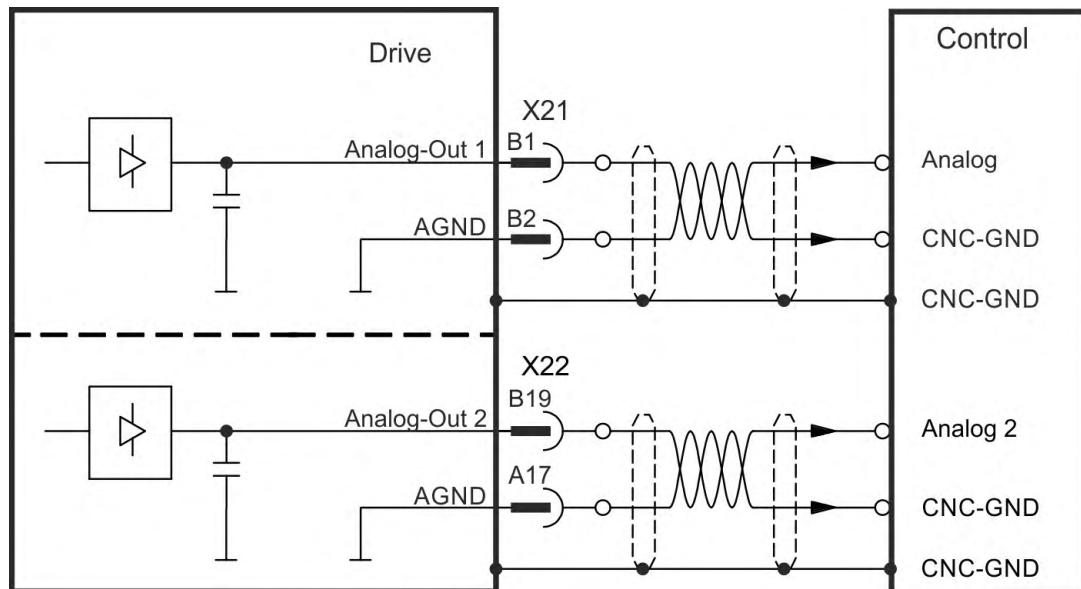 Drive
Control
X21
Analog-Out 1
B1
Analog
AGND
B2
CNC-GND
CNC-GND
X22
Analog-Out 2
B19
Analog 2
AGND
A17
CNC-GND
CNC-GND